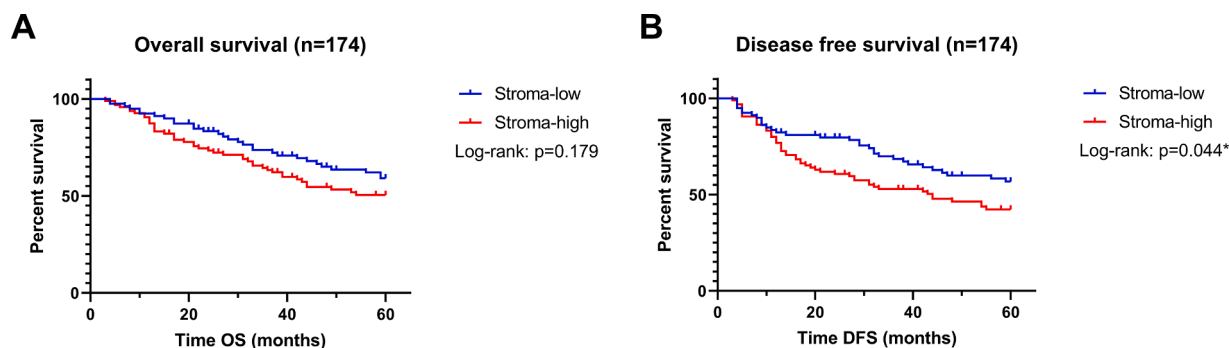 A
Overall survival (n=174)
Percent survival
100
50
0
0 20 40 60
Time OS (months)
Stroma-low
Stroma-high
Log-rank: p=0.179
B
Disease free survival (n=174)
Percent survival
100
50
0
0 20 40 60
Time DFS (months)
Stroma-low
Stroma-high
Log-rank: p=0.044*